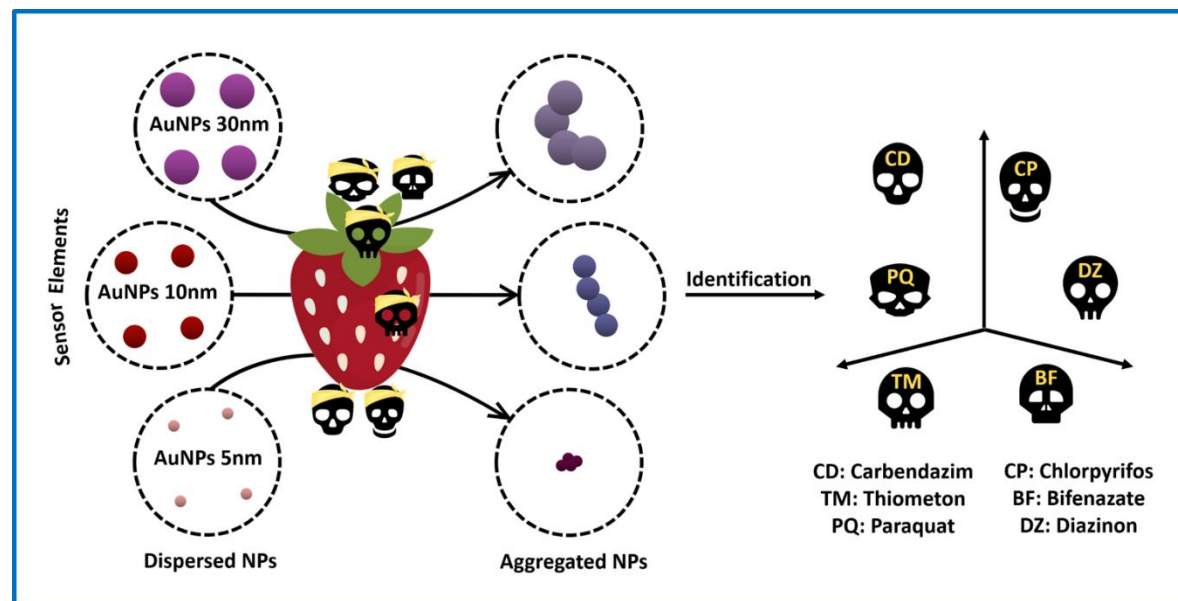 Sensor Elements
AuNPs 30nm
AuNPs 10nm
AuNPs 5nm
Dispersed NPs
Aggregated NPs
Identification
CD
CP
PQ
DZ
TM
BF
CD: Carbendazim
CP: Chlorpyrifos
TM: Thiometon
BF: Bifenazate
PQ: Paraquat
DZ: Diazinon